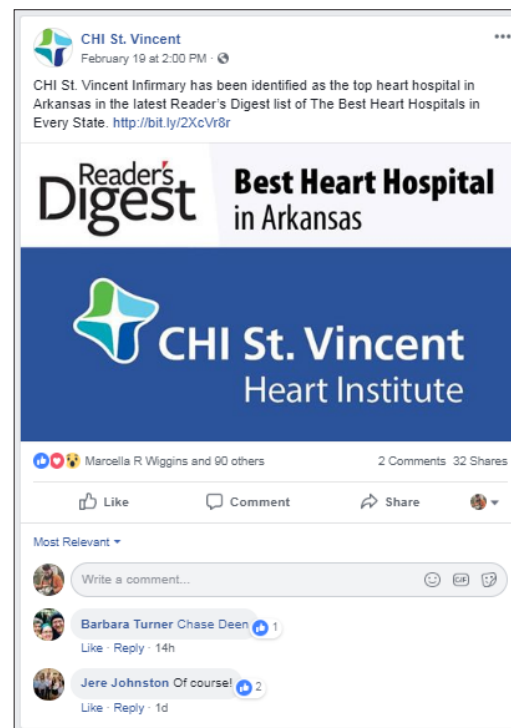 CHI St. Vincent
February 19 at 2:00 PM ·
CHI St. Vincent Infirmary has been identified as the top heart hospital in
Arkansas in the latest Reader's Digest list of The Best Heart Hospitals in
Every State. http://bit.ly/2XcVr8r
Reader's
Digest
Best Heart Hospital
in Arkansas
CHI St. Vincent
Heart Institute
Marcella R Wiggins and 90 others 2 Comments 32 Shares
Like Comment Share
Most Relevant
Write a comment... GIF
Barbara Turner Chase Deen 1
Like · Reply · 14h
Jere Johnston Of course! 2
Like · Reply · 1d